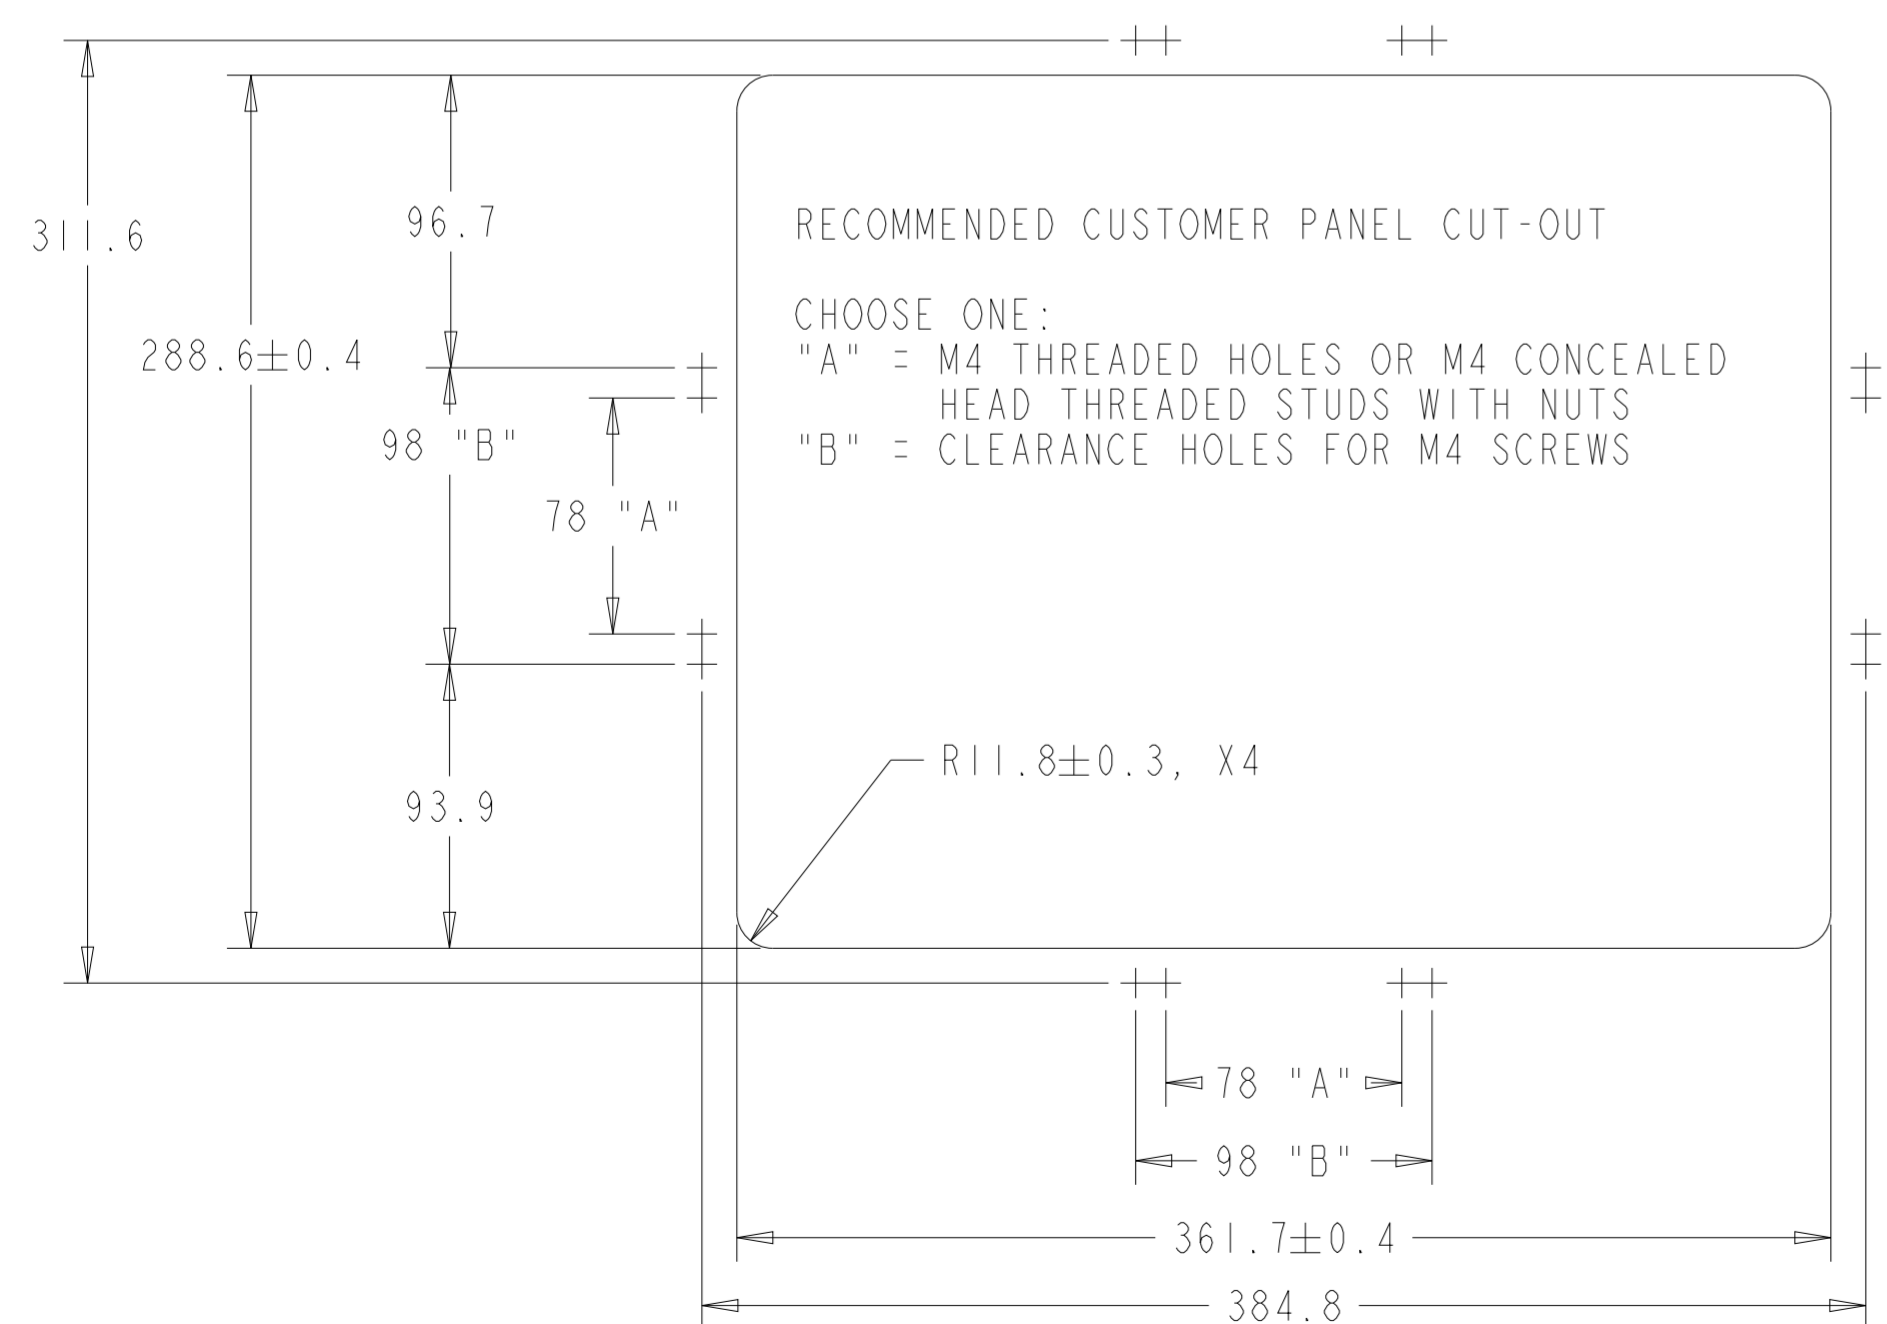 311.6
96.7
RECOMMENDED CUSTOMER PANEL CUT-OUT
CHOOSE ONE:
288.6±0.4
"A" = M4 THREADED HOLES OR M4 CONCEALED
HEAD THREADED STUDS WITH NUTS
98 "B"
"B" = CLEARANCE HOLES FOR M4 SCREWS
78 "A"
R11.8±0.3, X4
93.9
78 "A"
98 "B"
361.7±0.4
384.8